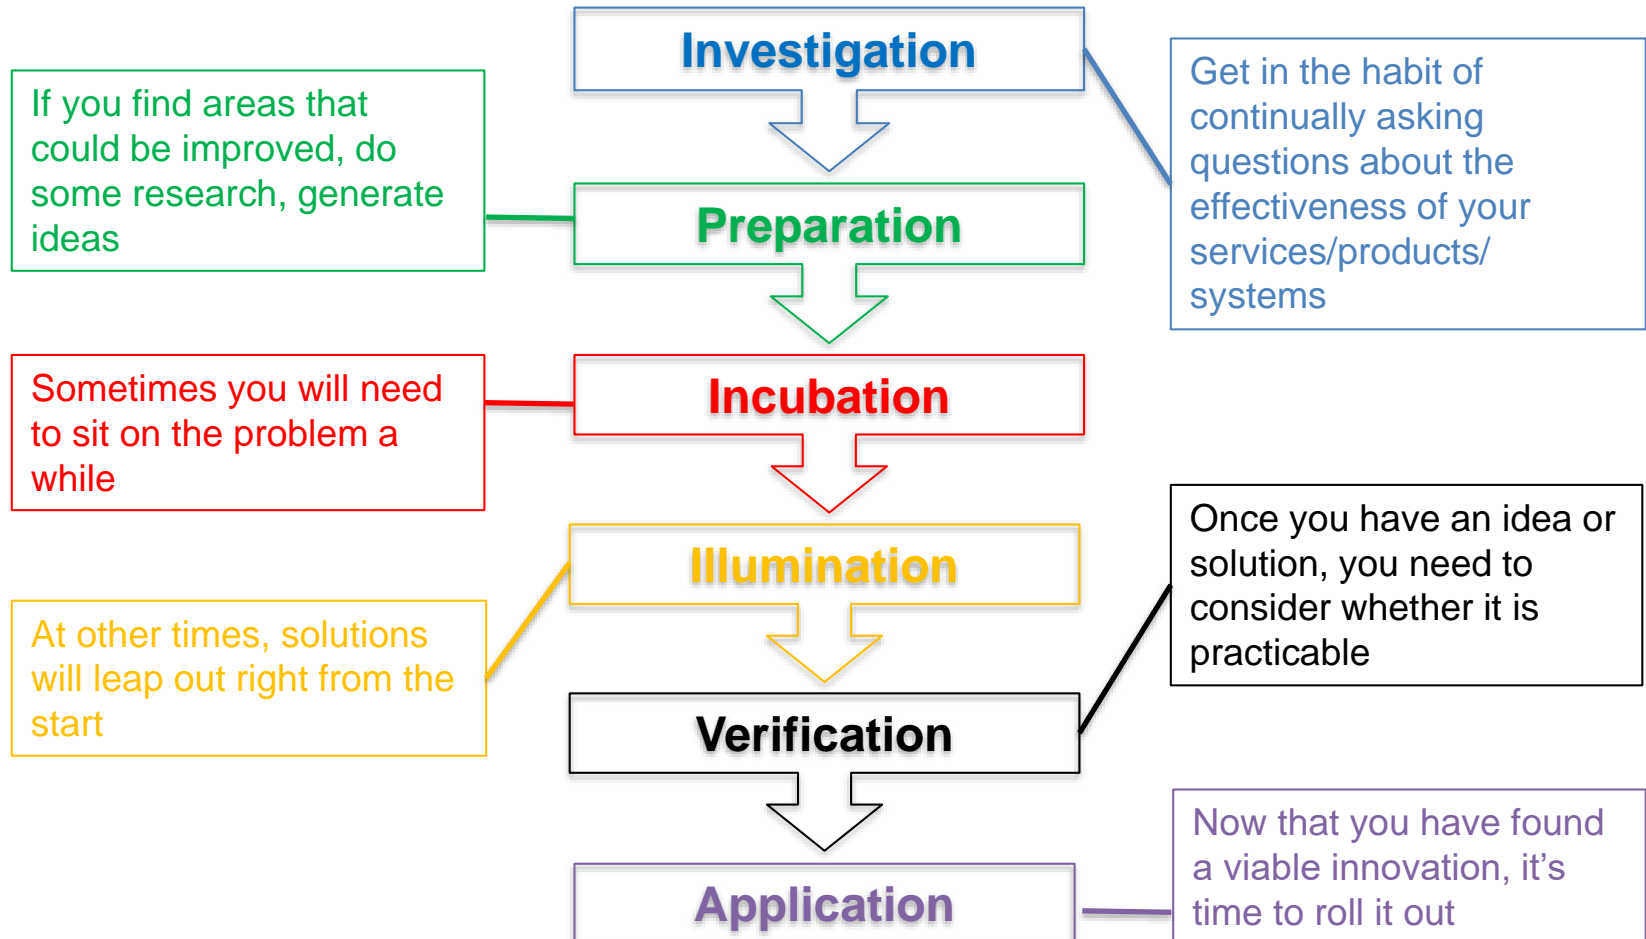 Investigation
Get in the habit of
continually asking
questions about the
effectiveness of your
services/products/
systems
If you find areas that
could be improved, do
some research, generate
ideas
Preparation
Sometimes you will need
to sit on the problem a
while
Incubation
Illumination
At other times, solutions
will leap out right from the
start
Once you have an idea or
solution, you need to
consider whether it is
practicable
Verification
Now that you have found
a viable innovation, it’s
time to roll it out
Application